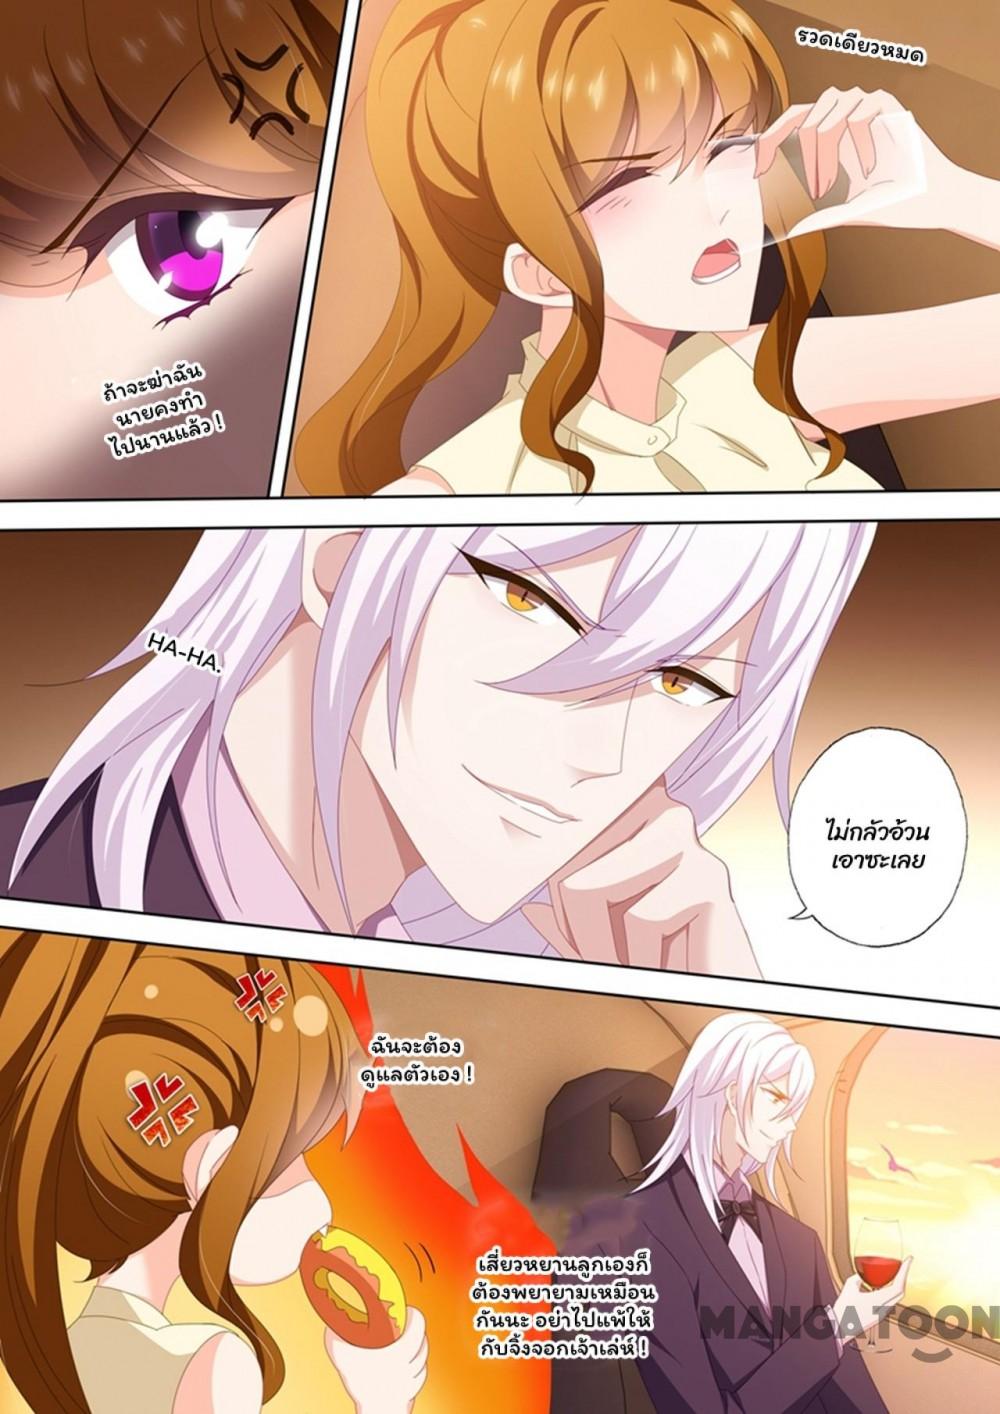 รวดเดียวหมด
ถ้าจะฆ่าฉัน
นายคงทำ
ไปนานแล้ว !
HA-HA.
ไม่กลัวอ้วน
เอาซะเลย
ฉันจะต้อง
ดูแลตัวเอง !
เสี่ยวหยานลูกเองก็
ต้องพยายามเหมือน
กันนะ อย่าไปแพ้ให้
กับจิ้งจอกเจ้าเล่ห์ !
MANGATOON